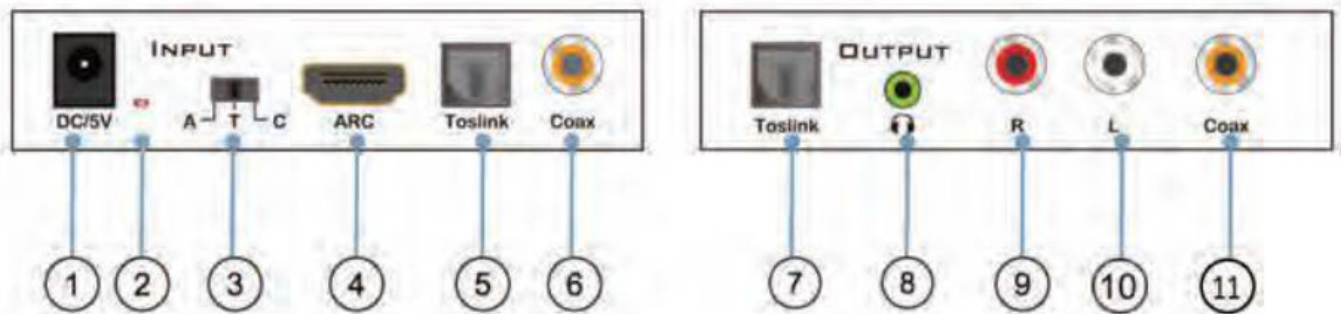 INPUT
DC/5V A T C ARC Toslink Coax
1 2 3 4 5 6
OUTPUT
Toslink R L Coax
7 8 9 10 11